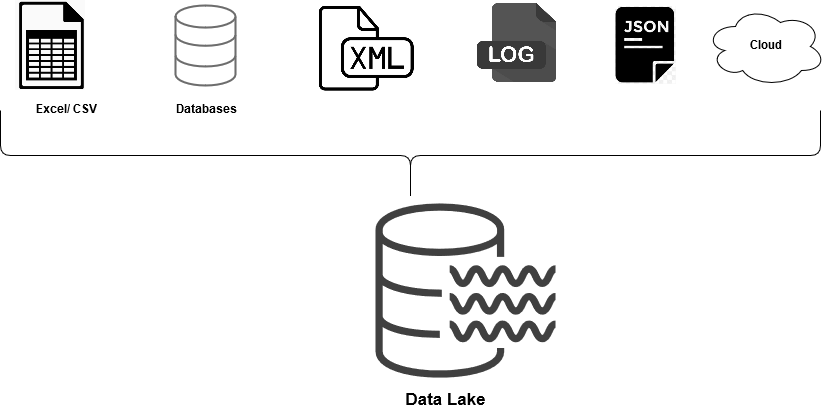 XML
LOG
JSON
Cloud
Excel/ CSV
Databases
Data Lake